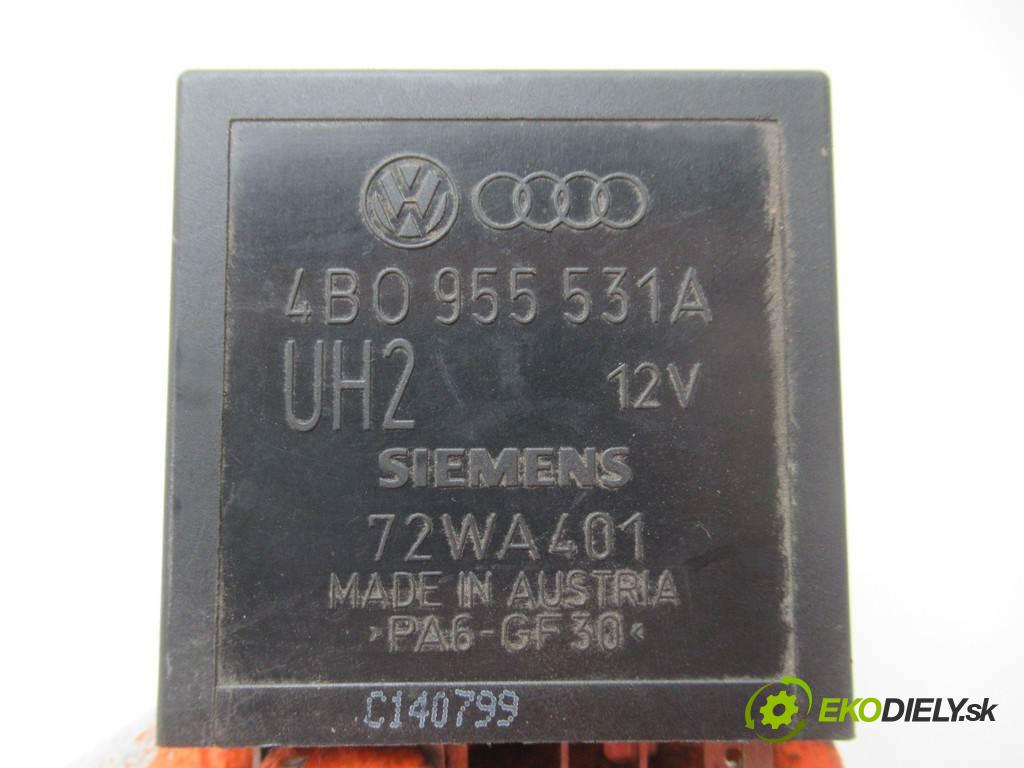 4B0 955 531A
UH2 12V
SIEMENS
72WA401
MADE IN AUSTRIA
>PA6-GF30<
C140799
EKODIELY.sk